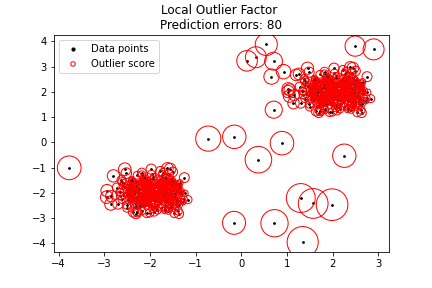 Local Outlier Factor
Prediction errors: 80
Data points
Outlier score
4
3
2
1
0
−1
−2
−3
−4
−4 −3 −2 −1 0 1 2 3